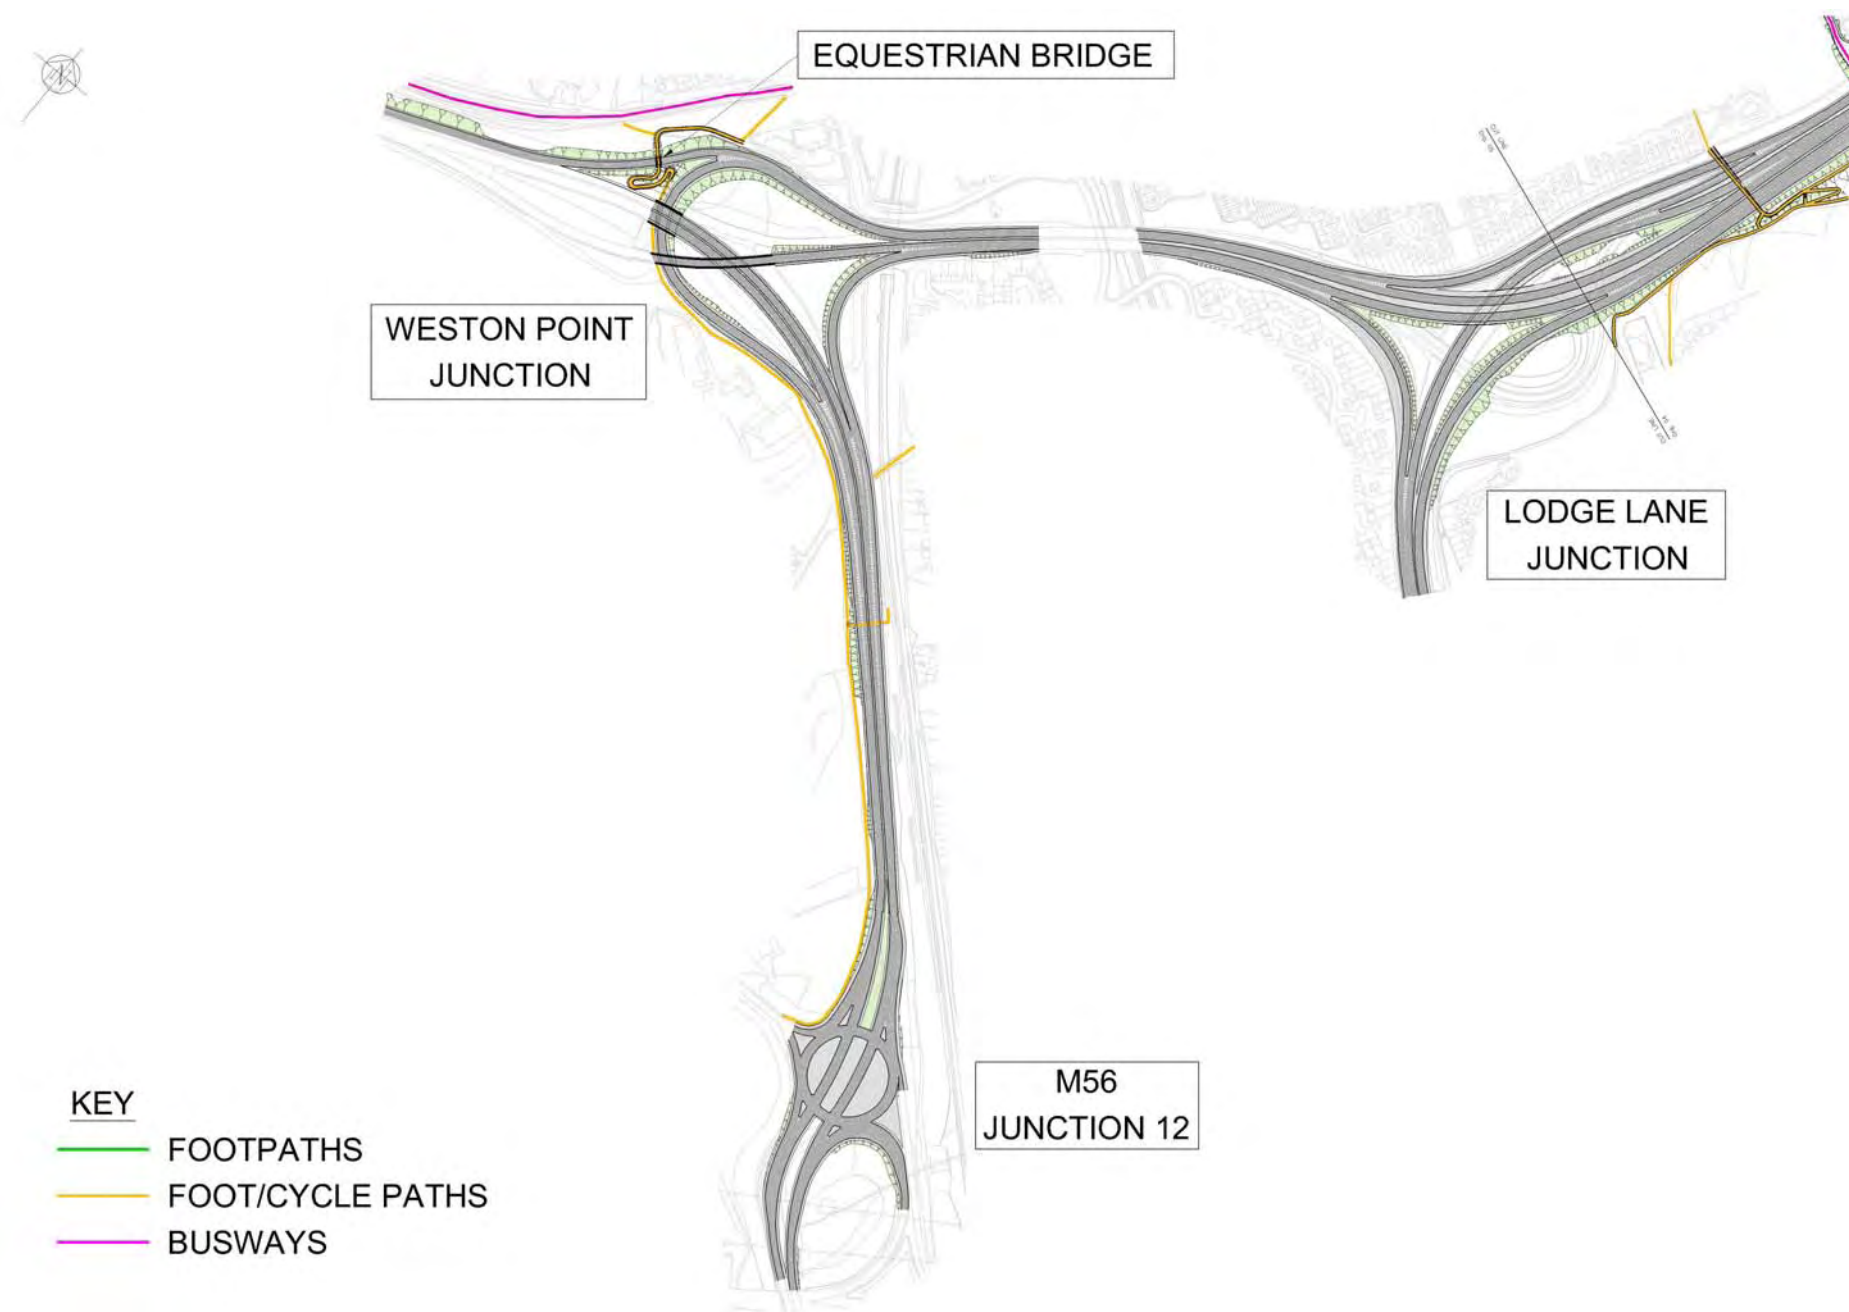 EQUESTRIAN BRIDGE
WESTON POINT
JUNCTION
LODGE LANE
JUNCTION
M56
JUNCTION 12
KEY
FOOTPATHS
FOOT/CYCLE PATHS
BUSWAYS